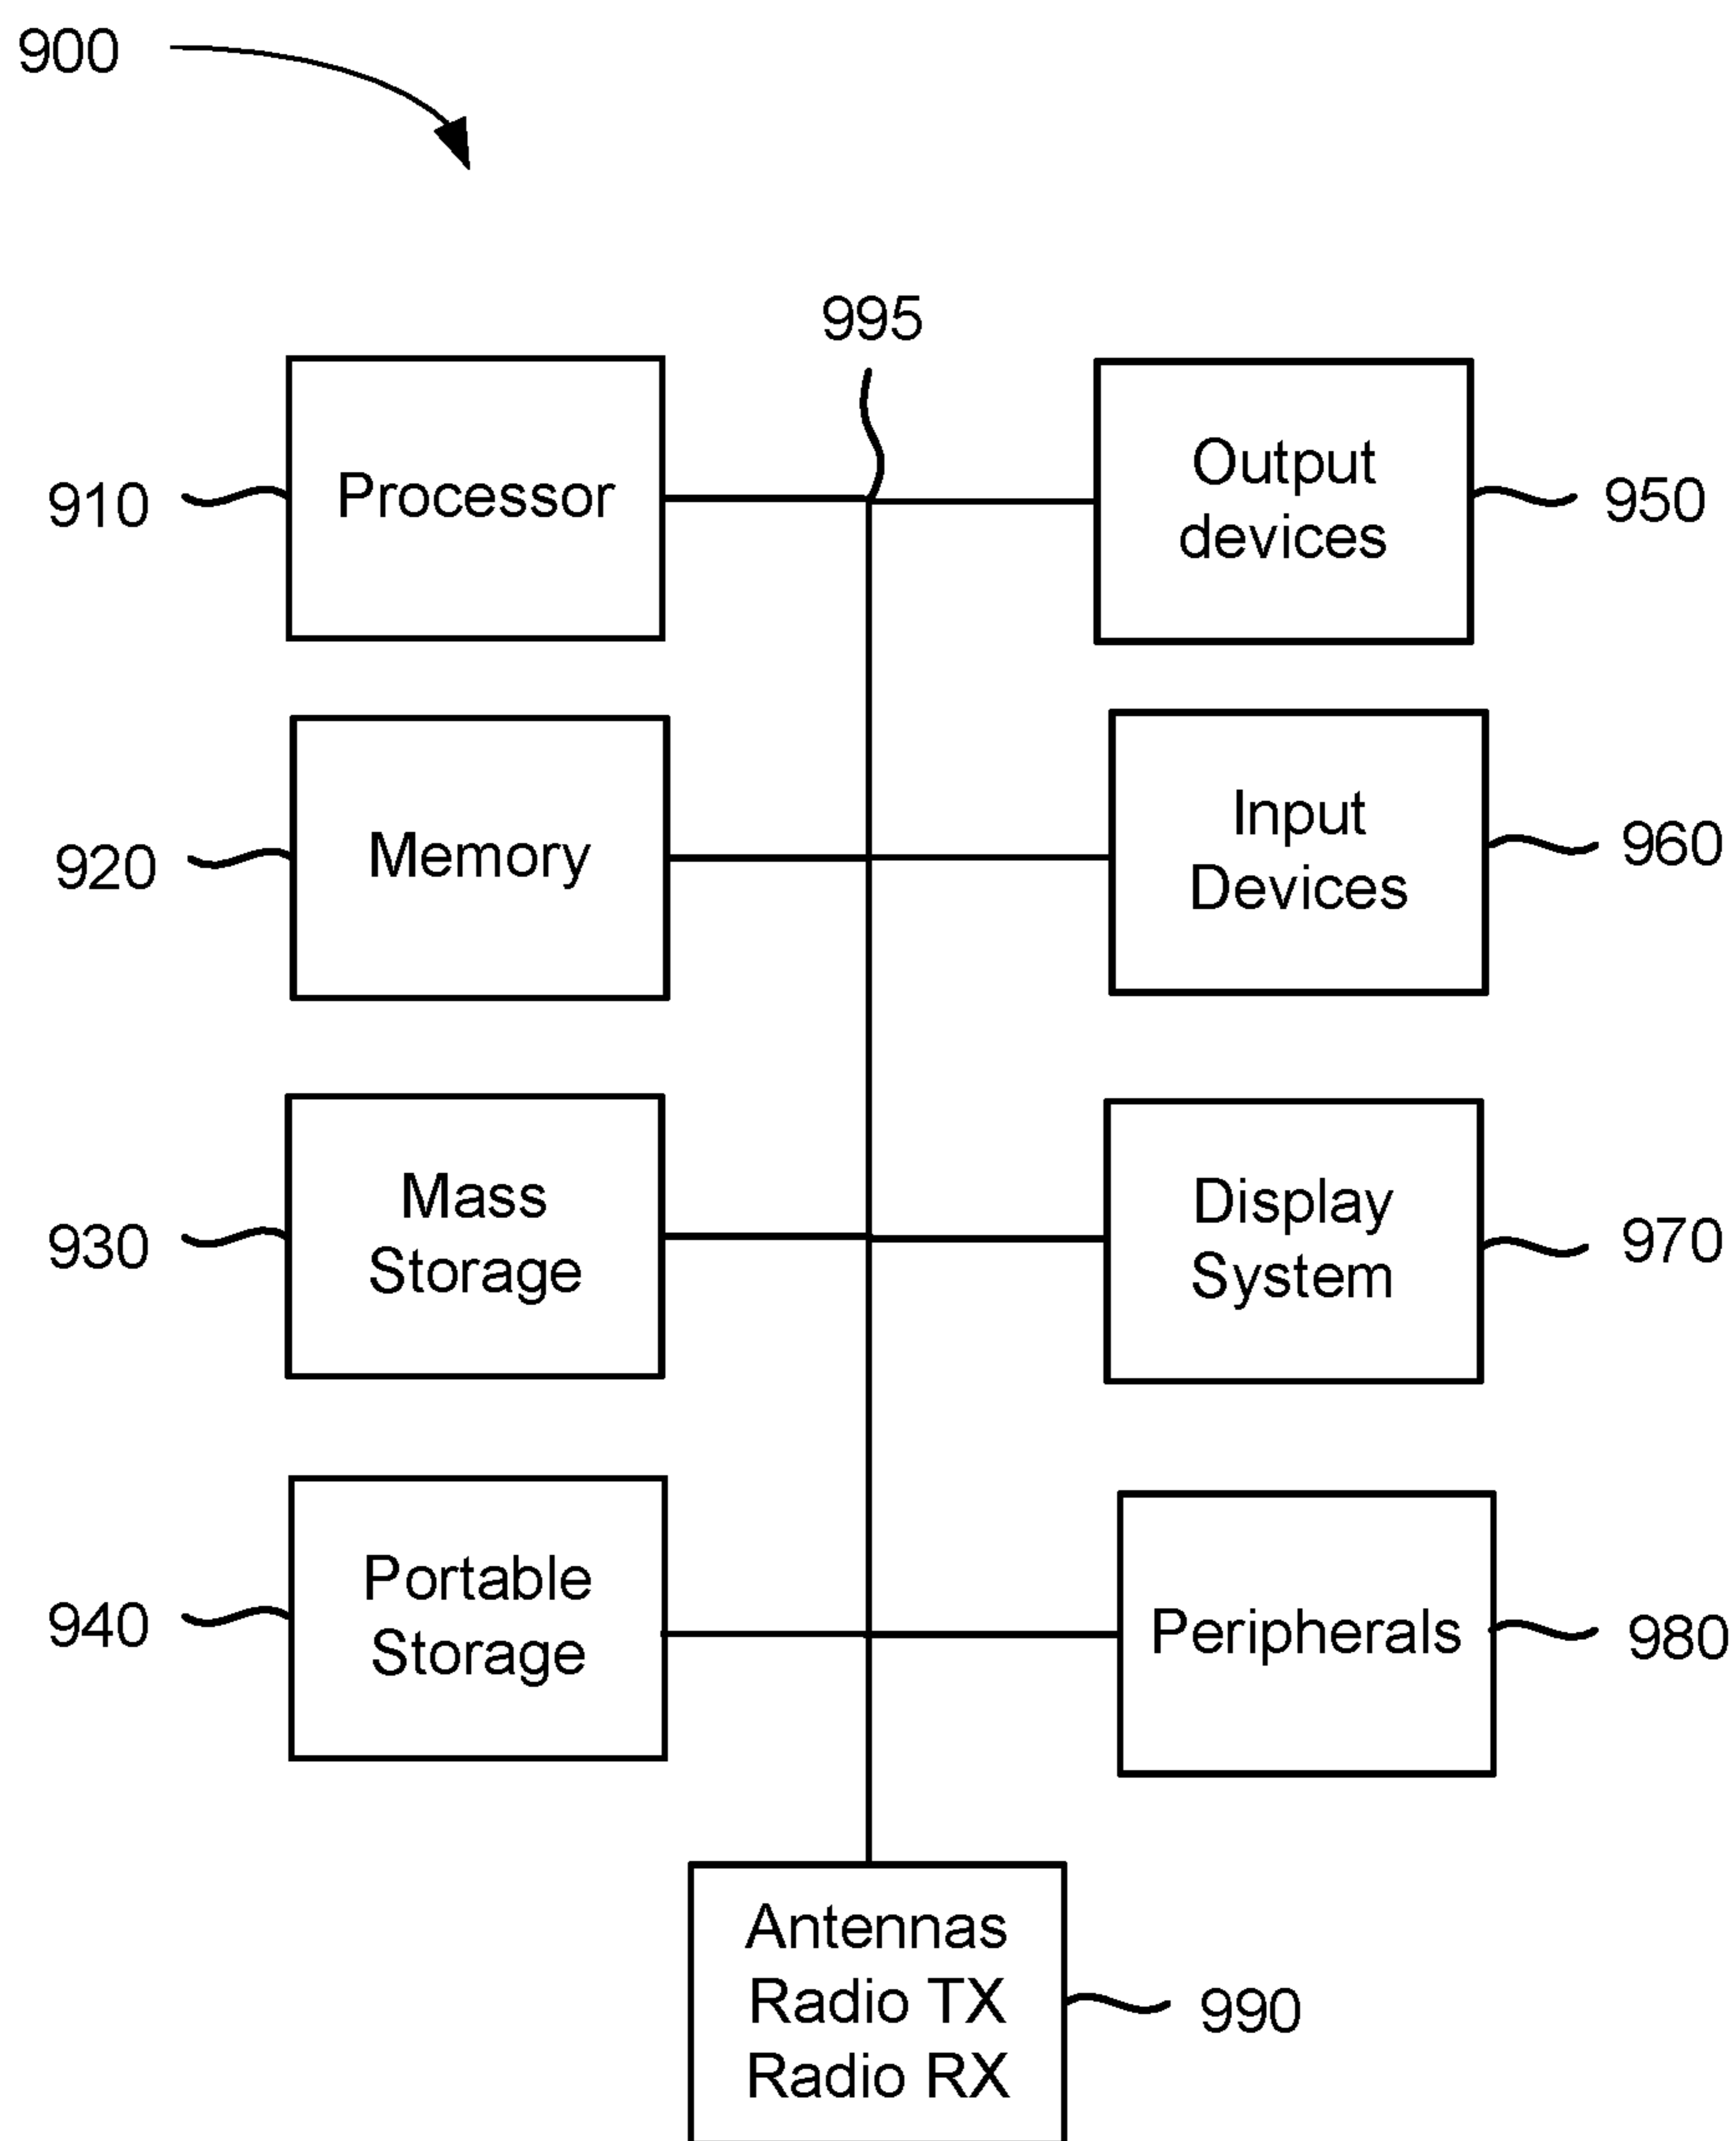 900
995
910
Processor
Output
devices
950
920
Memory
Input
Devices
960
930
Mass
Storage
Display
System
970
940
Portable
Storage
Peripherals
980
Antennas
Radio TX
Radio RX
990